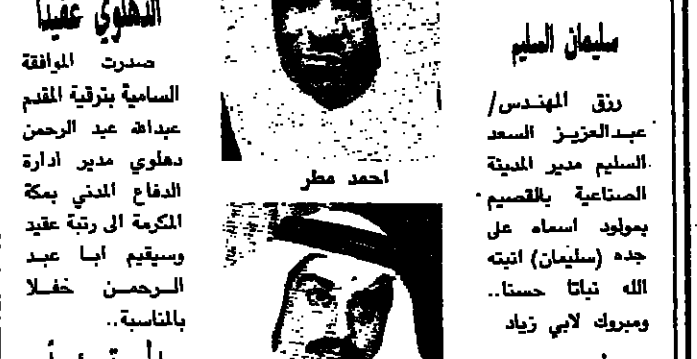 سليمان السليم
رزق المهندس/
عبدالعزيز السعد
السليم مدير المدينة
الصناعية بالقصيم
بمولود اسماه على
جده (سليمان) انبته
الله نباتا حسنا..
ومبروك لابي زياد
احمد مطر
الدهلوي عقيداً
صدرت الموافقة
السامية بترقية المقدم
عبدالله عبد الرحمن
دهلوي مدير ادارة
الدفاع المدني بمكة
المكرمة الى رتبة عقيد
وسيقيم ابا عبد
الرحمن حفلا
بالمناسبة..